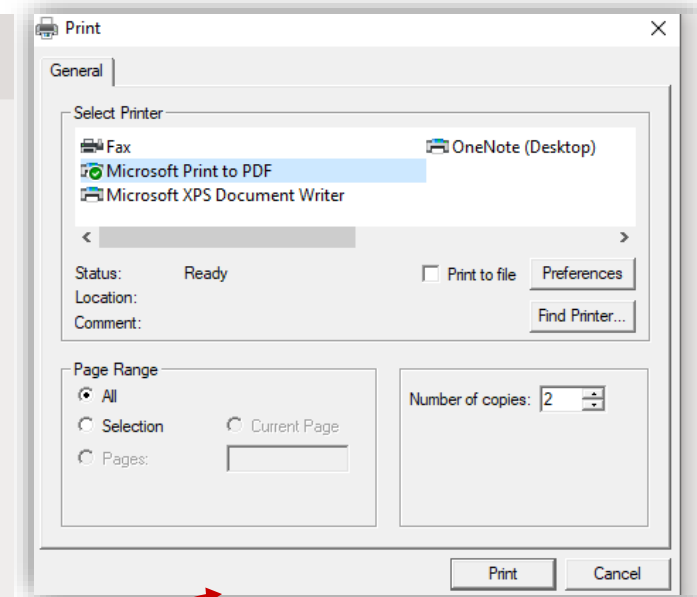 Print
General
Select Printer
Fax OneNote (Desktop)
Microsoft Print to PDF
Microsoft XPS Document Writer
Status: Ready Print to file Preferences
Location:
Comment: Find Printer...
Page Range
All Number of copies: 2
Selection Current Page
Pages:
Print Cancel